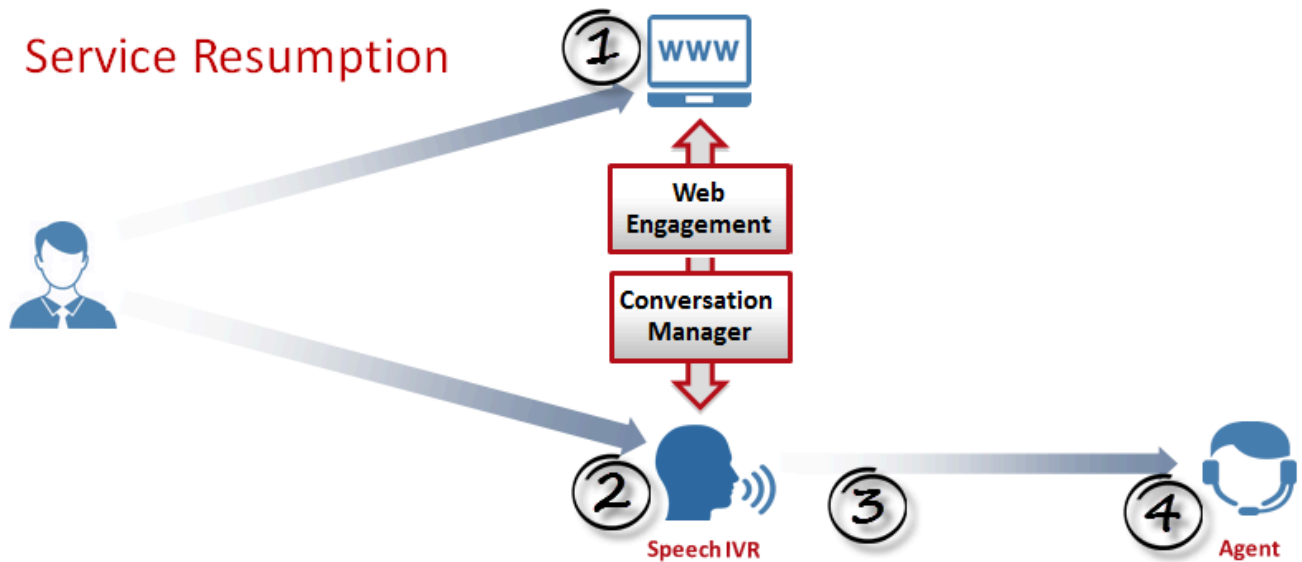 Service Resumption
1
WWW
Web
Engagement
Conversation
Manager
2
3
4
Speech IVR
Agent